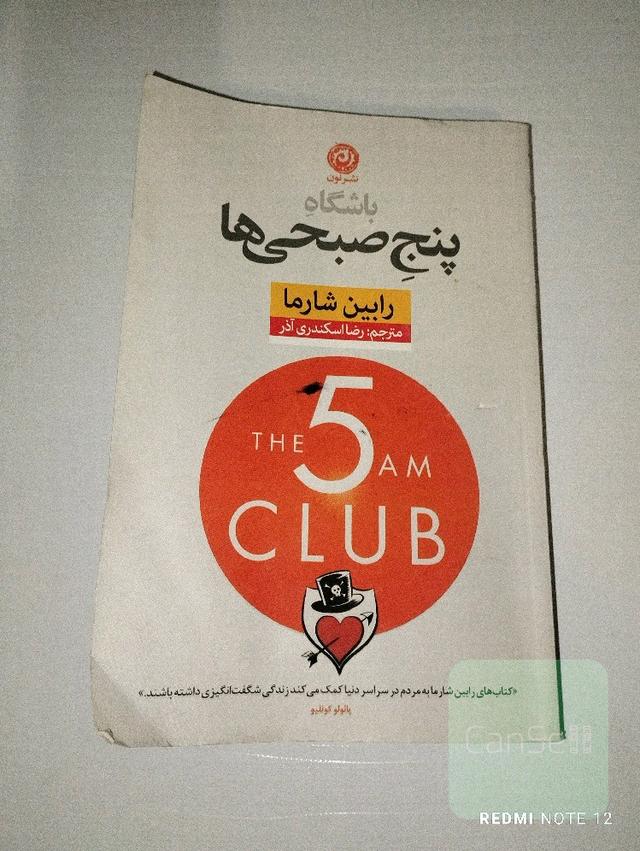 نشر نون
باشگاهِ
پنجِ صبحی‌ها
رابین شارما
مترجم: رضا اسکندری آذر
THE 5 AM
CLUB
«کتاب‌های رابین شارما به مردم در سراسر دنیا کمک می‌کند زندگی شگفت‌انگیزی داشته باشند.»
پائولو کوئلیو
CanSell
REDMI NOTE 12